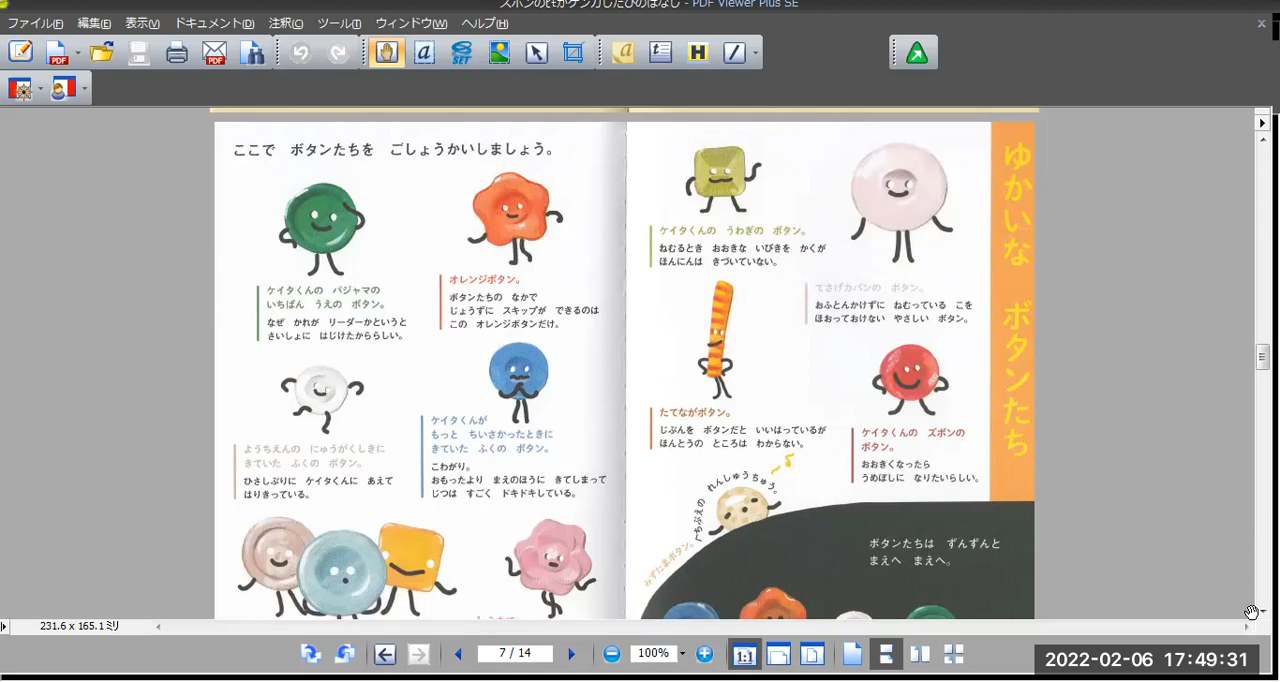 ズボンのビリがケンカしたひのはなし - PDF Viewer Plus SE
ファイル(F) 編集(E) 表示(V) ドキュメント(D) 注釈(C) ツール(T) ウィンドウ(W) ヘルプ(H)
ここで ボタンたちを ごしょうかいしましょう。
ケイタくんの パジャマの
いちばん うえの ボタン。
なぜ かれが リーダーかというと
さいしょに はじけたかららしい。
オレンジボタン。
ボタンたちの なかで
じょうずに スキップが できるのは
この オレンジボタンだけ。
ようちえんの にゅうがくしきに
きていた ふくの ボタン。
ひさしぶりに ケイタくんに あえて
はりきっている。
ケイタくんが
もっと ちいさかったときに
きていた ふくの ボタン。
こわがり。
おもったより まえのほうに きてしまって
じつは すごく ドキドキしている。
ゆかいな ボタンたち
ケイタくんの うわぎの ボタン。
ねむるとき おおきな いびきを かくが
ほんにんは きづいていない。
てさげカバンの ボタン。
おふとんかけずに ねむっている こを
ほおっておけない やさしい ボタン。
たてながボタン。
じぶんを ボタンだと いいはっているが
ほんとうの ところは わからない。
ケイタくんの ズボンの
ボタン。
おおきくなったら
うめぼしに なりたいらしい。
みずたまボタン。
くちぶえの れんしゅうちゅう。
ボタンたちは ずんずんと
まえへ まえへ。
231.6 x 165.1ミリ
7 / 14
100%
1:1
2022-02-06 17:49:31